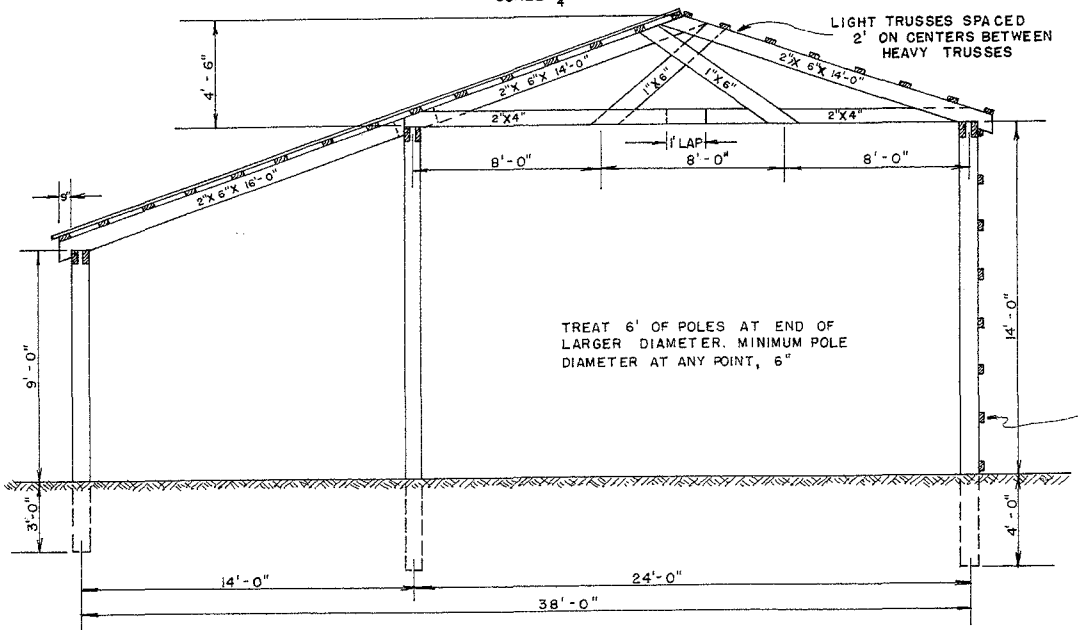 LIGHT TRUSSES SPACED
2' ON CENTERS BETWEEN
HEAVY TRUSSES
4'-6"
2"X 6"X 14'-0"
1"X6"
1"X6"
2"X 6"X 14'-0"
2"X4"
2"X4"
1' LAP
8'-0"
8'-0"
8'-0"
2"X 6"X 16'-0"
9"
TREAT 6' OF POLES AT END OF
LARGER DIAMETER. MINIMUM POLE
DIAMETER AT ANY POINT, 6"
9'-0"
14'-0"
3'-0"
4'-0"
14'-0"
24'-0"
38'-0"